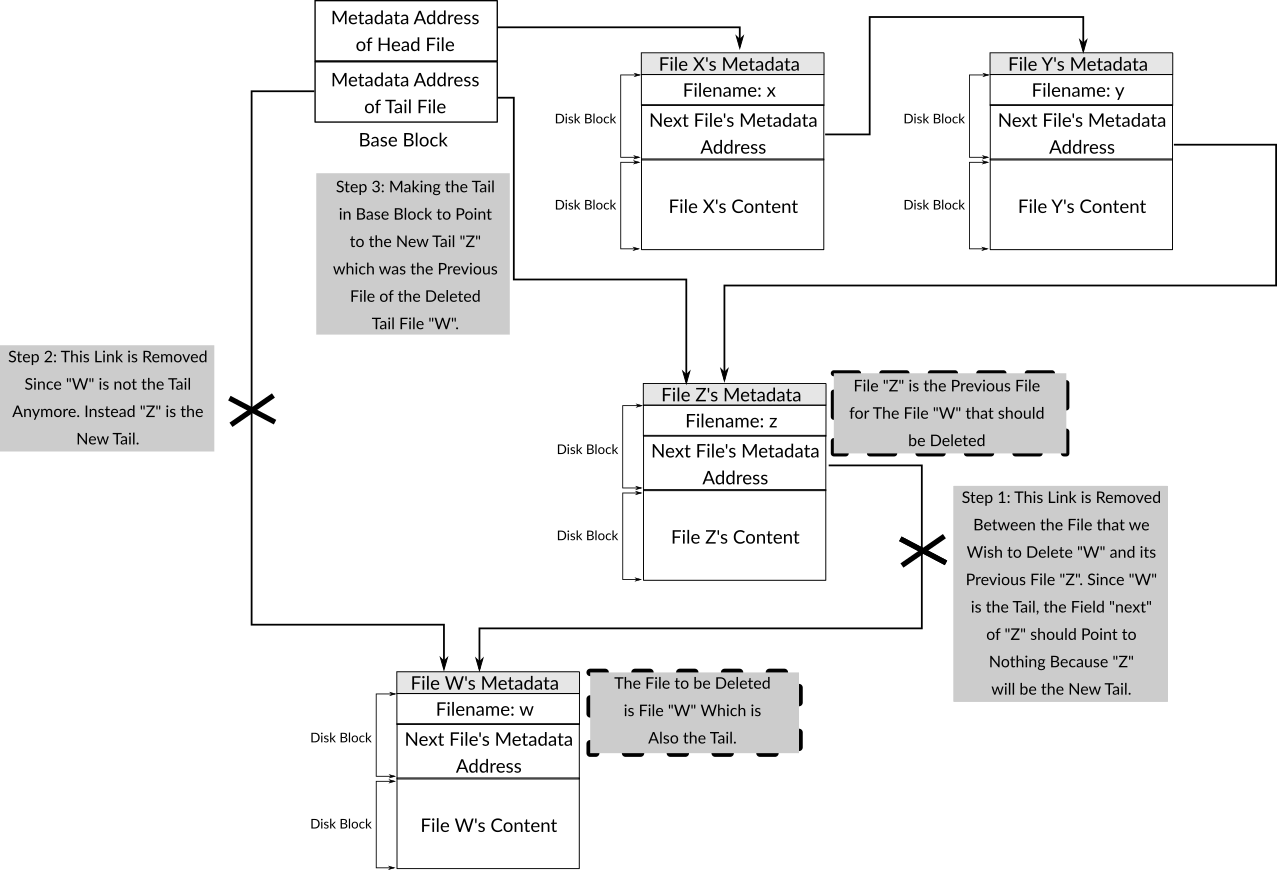 Metadata Address
of Head File
Metadata Address
of Tail File
Base Block
File X's Metadata
Filename: x
Next File's Metadata
Address
File X's Content
Disk Block
Disk Block
File Y's Metadata
Filename: y
Next File's Metadata
Address
File Y's Content
Disk Block
Disk Block
Step 3: Making the Tail
in Base Block to Point
to the New Tail "Z"
which was the Previous
File of the Deleted
Tail File "W".
Step 2: This Link is Removed
Since "W" is not the Tail
Anymore. Instead "Z" is the
New Tail.
File Z's Metadata
Filename: z
Next File's Metadata
Address
File Z's Content
Disk Block
Disk Block
File "Z" is the Previous File
for The File "W" that should
be Deleted
Step 1: This Link is Removed
Between the File that we
Wish to Delete "W" and its
Previous File "Z". Since "W"
is the Tail, the Field "next"
of "Z" should Point to
Nothing Because "Z"
will be the New Tail.
File W's Metadata
Filename: w
Next File's Metadata
Address
File W's Content
Disk Block
Disk Block
The File to be Deleted
is File "W" Which is
Also the Tail.